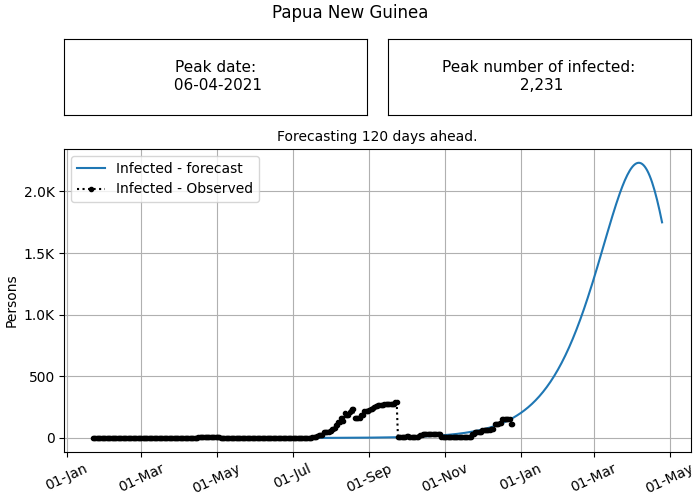 Papua New Guinea
Peak date:
06-04-2021
Peak number of infected:
2,231
Forecasting 120 days ahead.
Infected - forecast
Infected - Observed
2.0K
1.5K
1.0K
500
0
Persons
01-Jan
01-Mar
01-May
01-Jul
01-Sep
01-Nov
01-Jan
01-Mar
01-May